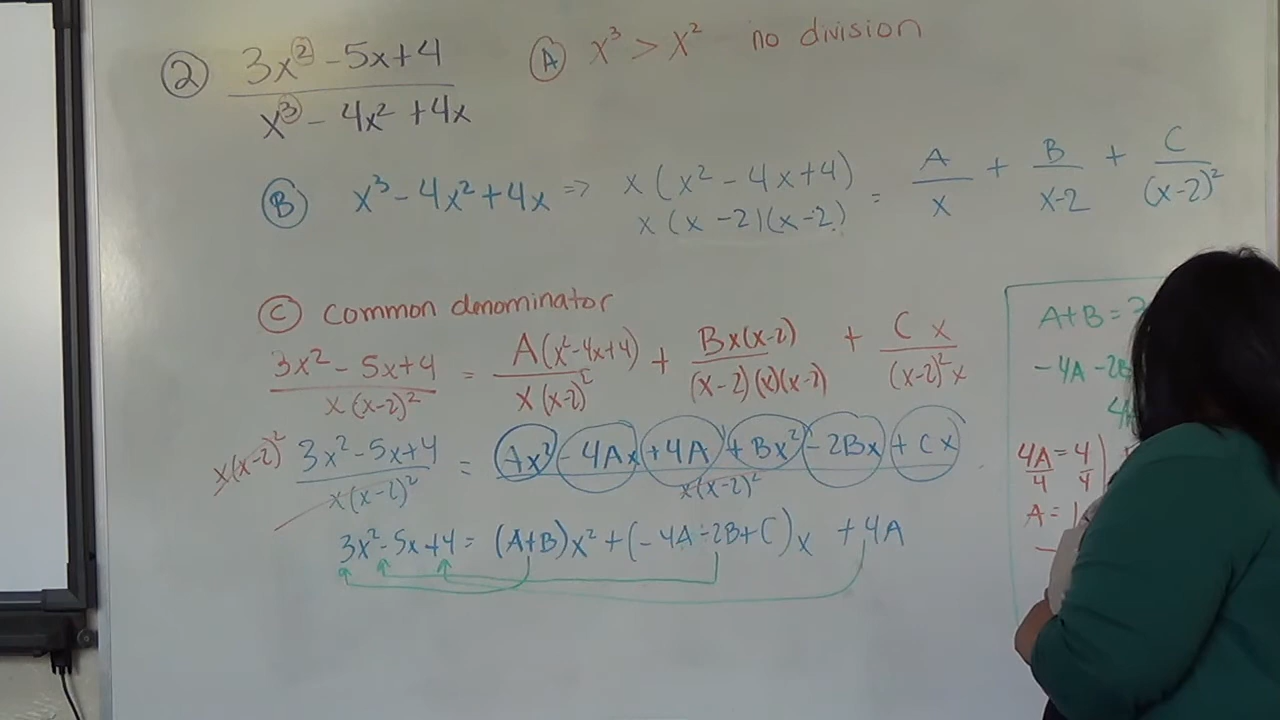 ② 3x² - 5x + 4 / x³ - 4x² + 4x
Ⓐ x³ > x² no division
Ⓑ x³ - 4x² + 4x => x(x² - 4x + 4) = A/x + B/x-2 + C/(x-2)²
x(x-2)(x-2)
Ⓒ common denominator
3x² - 5x + 4 / x(x-2)² = A(x²-4x+4) / x(x-2)² + Bx(x-2) / (x-2)(x)(x-2) + Cx / (x-2)²x
x(x-2)² 3x² - 5x + 4 / x(x-2)² = Ax² - 4Ax + 4A + Bx² - 2Bx + Cx / x(x-2)²
3x² - 5x + 4 = (A+B)x² + (-4A - 2B + C)x + 4A
A+B =
-4A - 2B
4A = 4
4 4
A = 1